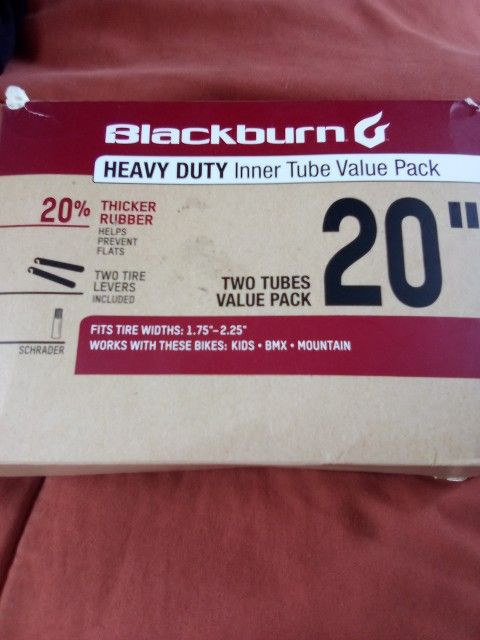 Blackburn
HEAVY DUTY Inner Tube Value Pack
20% THICKER
RUBBER
HELPS
PREVENT
FLATS
TWO TIRE
LEVERS
INCLUDED
SCHRADER
TWO TUBES
VALUE PACK
20"
FITS TIRE WIDTHS: 1.75"-2.25"
WORKS WITH THESE BIKES: KIDS • BMX • MOUNTAIN